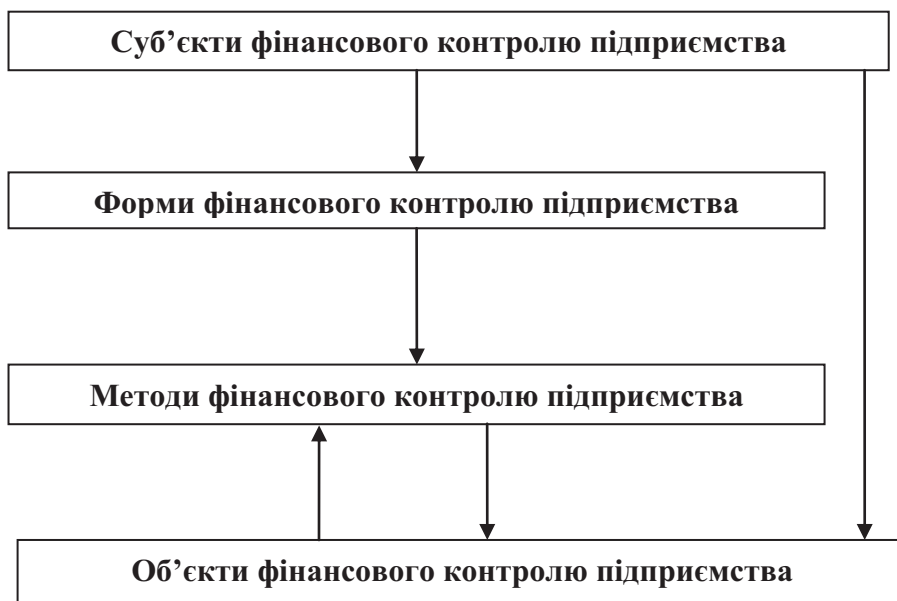 Суб’єкти фінансового контролю підприємства
Форми фінансового контролю підприємства
Методи фінансового контролю підприємства
Об’єкти фінансового контролю підприємства